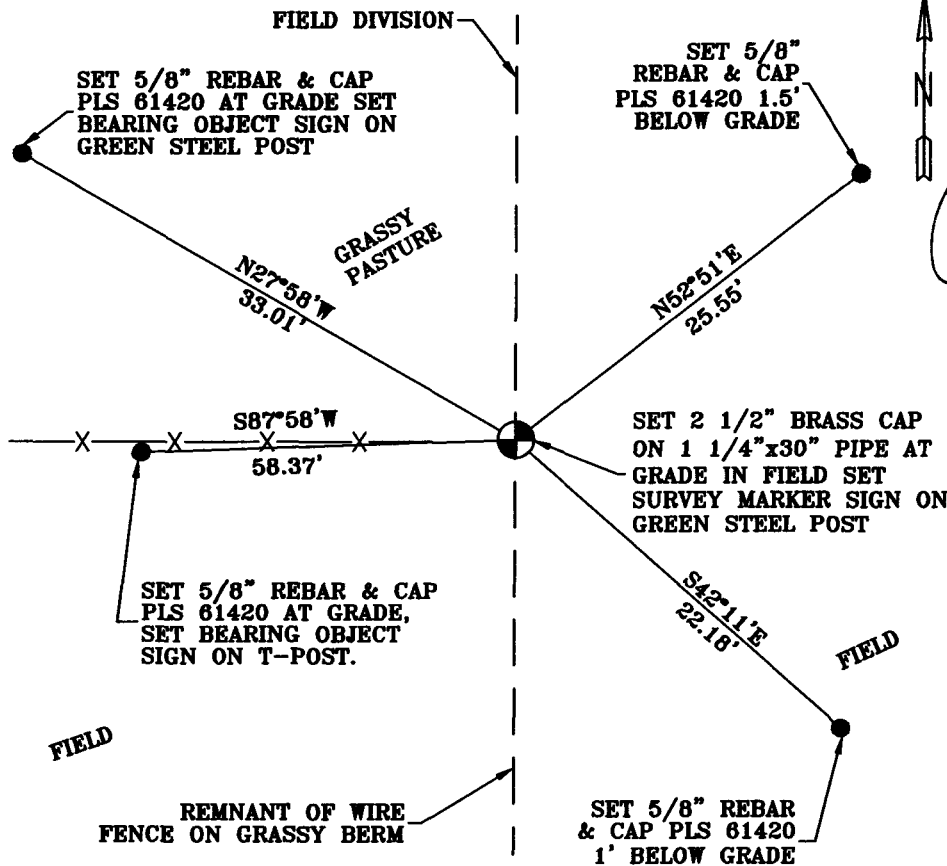 FIELD DIVISION
SET 5/8" REBAR & CAP
PLS 61420 AT GRADE SET
BEARING OBJECT SIGN ON
GREEN STEEL POST
SET 5/8"
REBAR & CAP
PLS 61420 1.5'
BELOW GRADE
N
GRASSY
PASTURE
N27°58'W
33.01'
N52°51'E
25.55'
S87°58'W
58.37'
X X X X
SET 2 1/2" BRASS CAP
ON 1 1/4"x30" PIPE AT
GRADE IN FIELD SET
SURVEY MARKER SIGN ON
GREEN STEEL POST
SET 5/8" REBAR & CAP
PLS 61420 AT GRADE,
SET BEARING OBJECT
SIGN ON T-POST.
S42°11'E
22.18'
FIELD
FIELD
REMNANT OF WIRE
FENCE ON GRASSY BERM
SET 5/8" REBAR
& CAP PLS 61420
1' BELOW GRADE